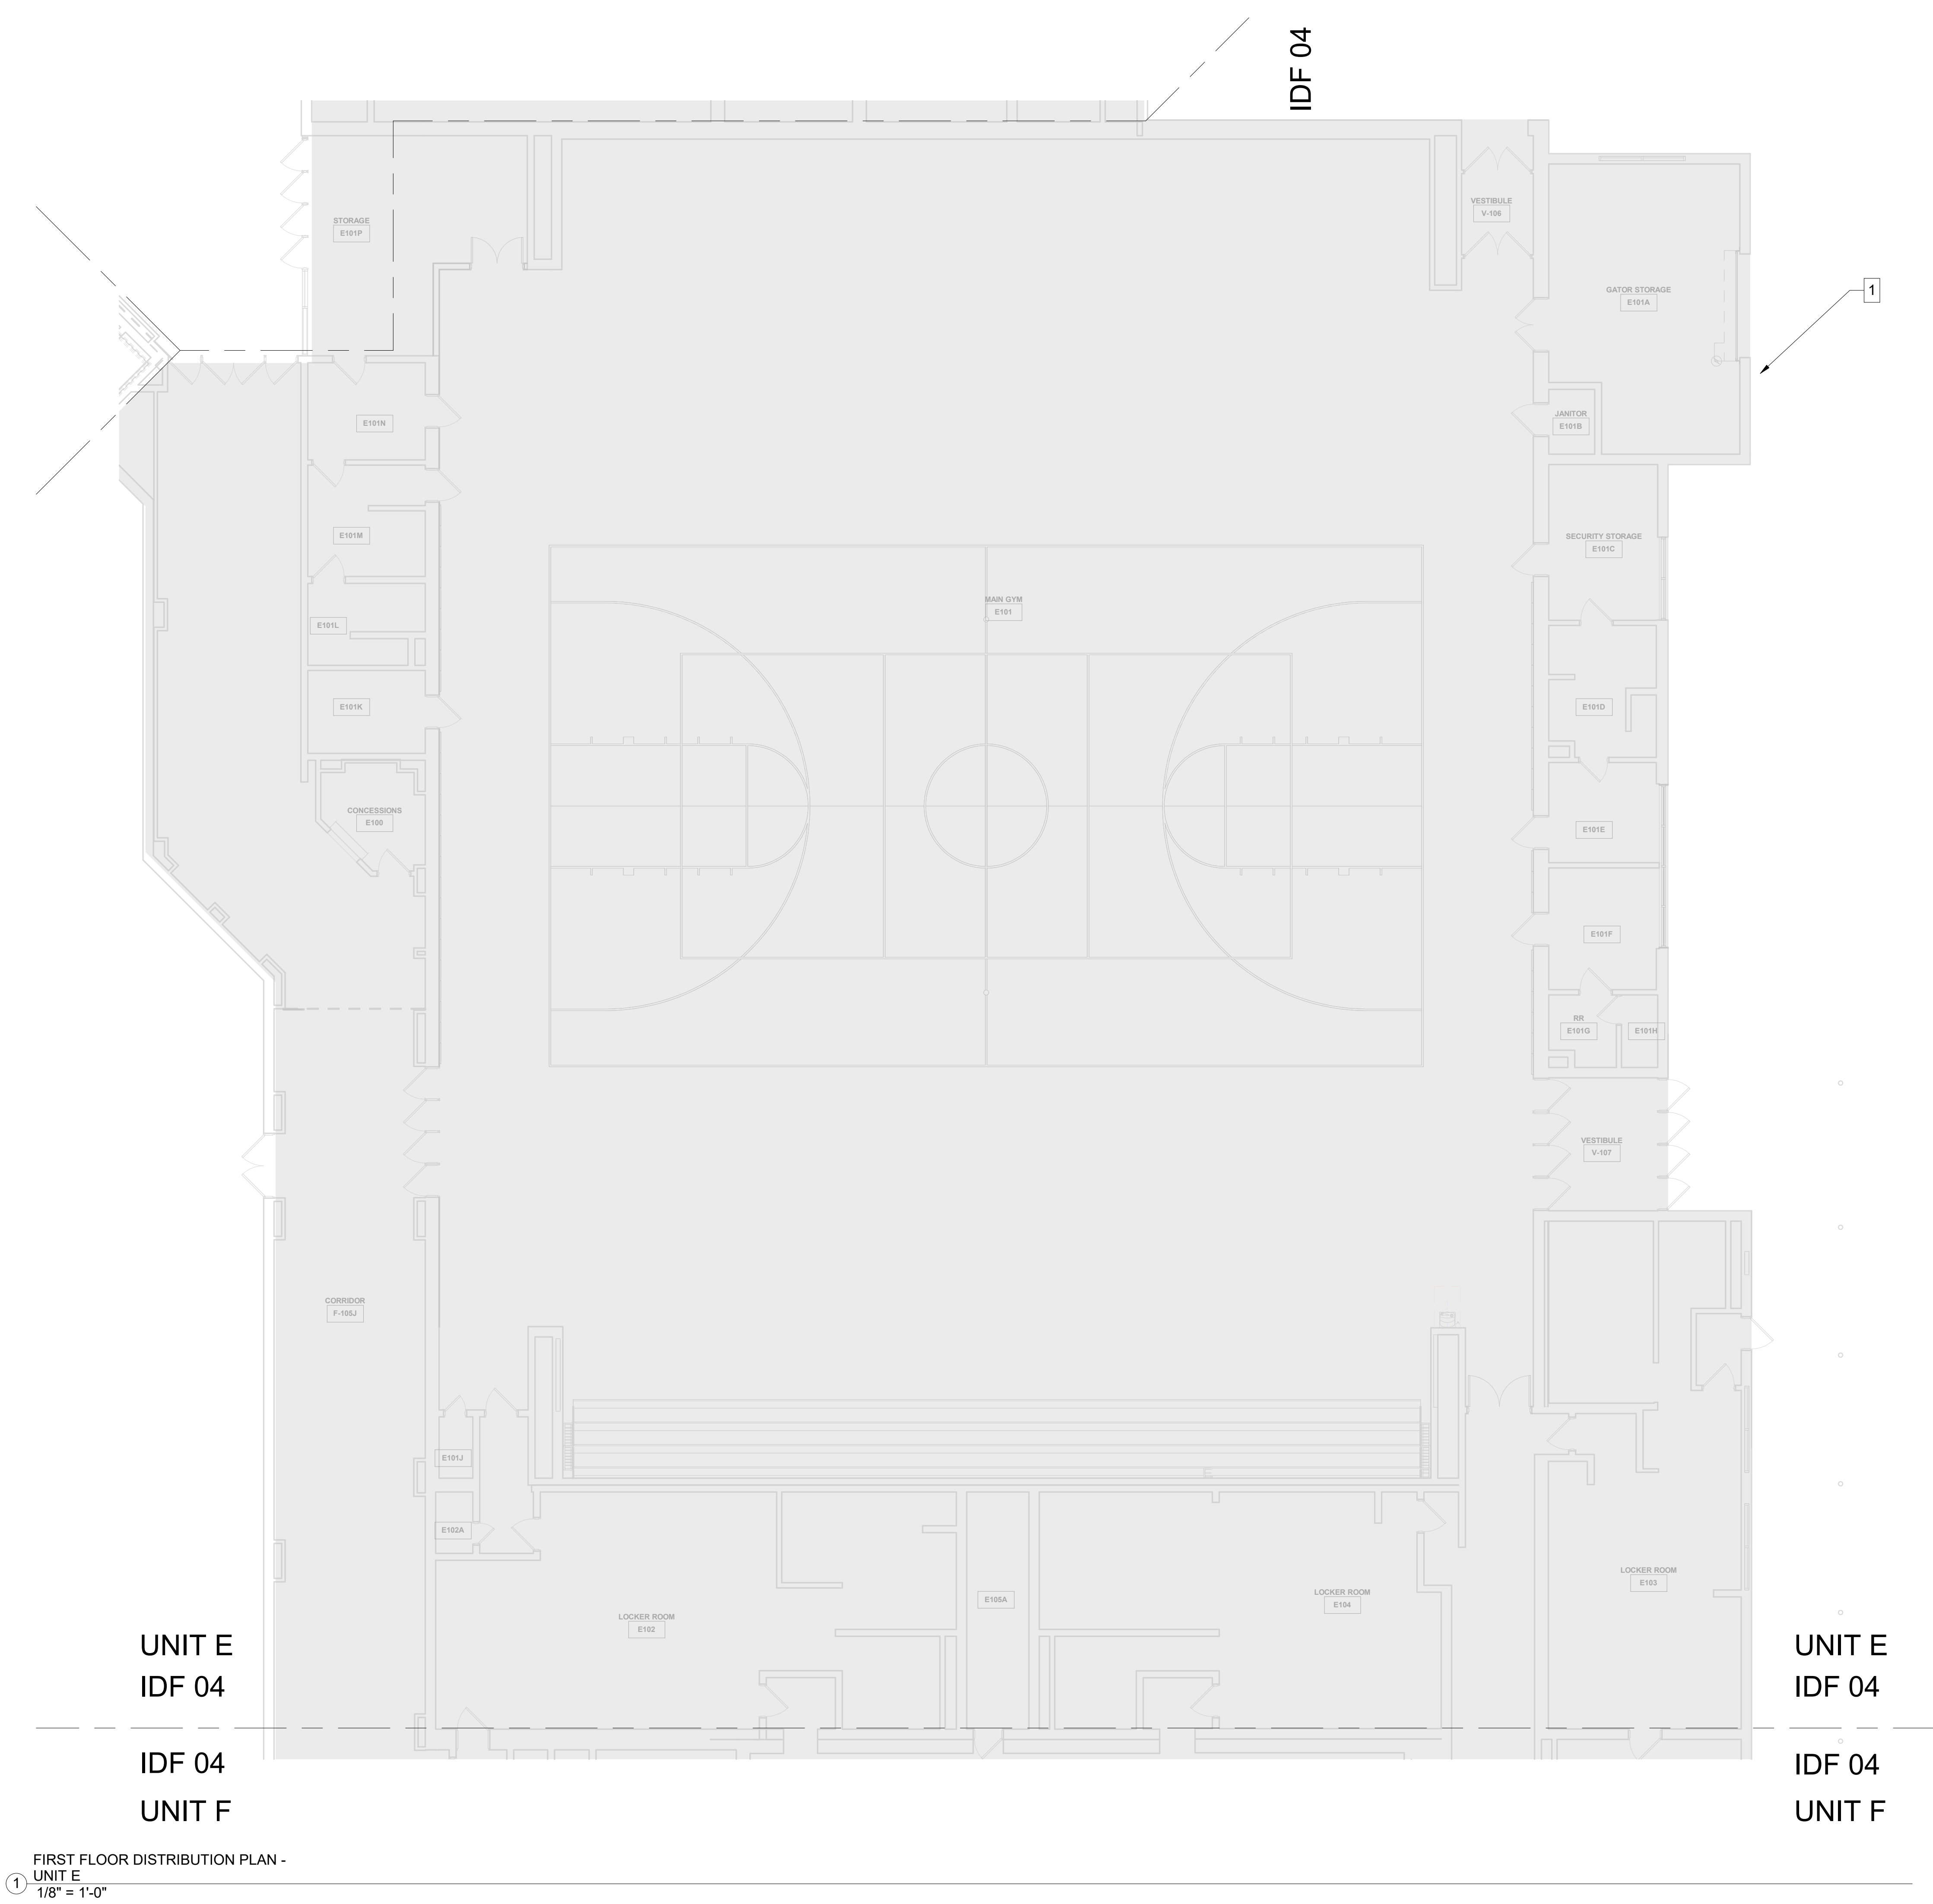 IDF 04
VESTIBULE
V-106
STORAGE
E101P
GATOR STORAGE
E101A
1
JANITOR
E101B
E101N
E101M
SECURITY STORAGE
E101C
MAIN GYM
E101
E101L
E101K
E101D
CONCESSIONS
E100
E101E
E101F
RR
E101G
E101H
VESTIBULE
V-107
CORRIDOR
F-105J
E101J
E102A
LOCKER ROOM
E102
E105A
LOCKER ROOM
E104
LOCKER ROOM
E103
UNIT E
IDF 04
UNIT E
IDF 04
IDF 04
UNIT F
IDF 04
UNIT F
1
FIRST FLOOR DISTRIBUTION PLAN -
UNIT E
1/8" = 1'-0"